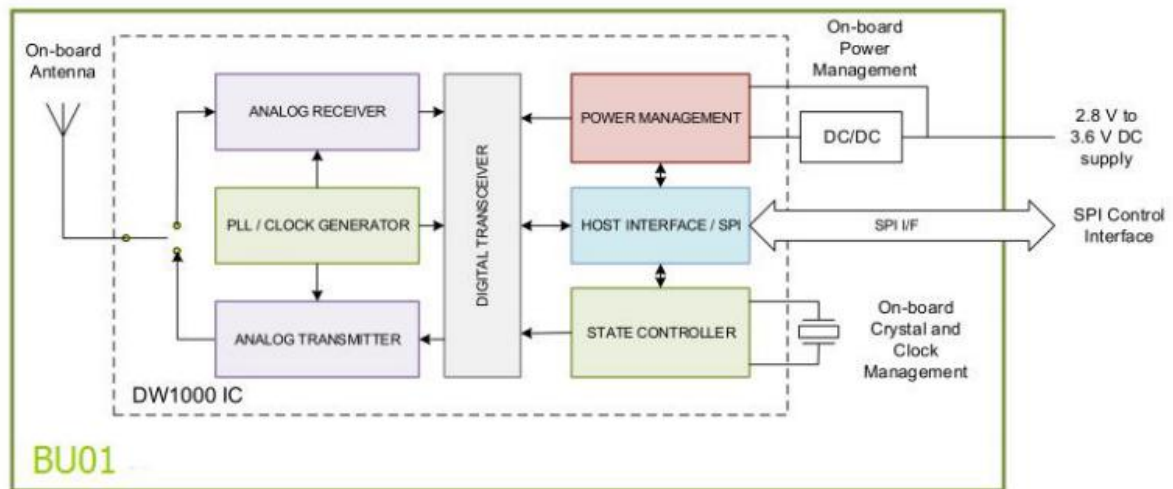 On-board
Antenna
ANALOG RECEIVER
PLL / CLOCK GENERATOR
ANALOG TRANSMITTER
DIGITAL TRANSCEIVER
POWER MANAGEMENT
HOST INTERFACE / SPI
STATE CONTROLLER
DW1000 IC
On-board
Power
Management
DC/DC
2.8 V to
3.6 V DC
supply
SPI I/F
SPI Control
Interface
On-board
Crystal and
Clock
Management
BU01